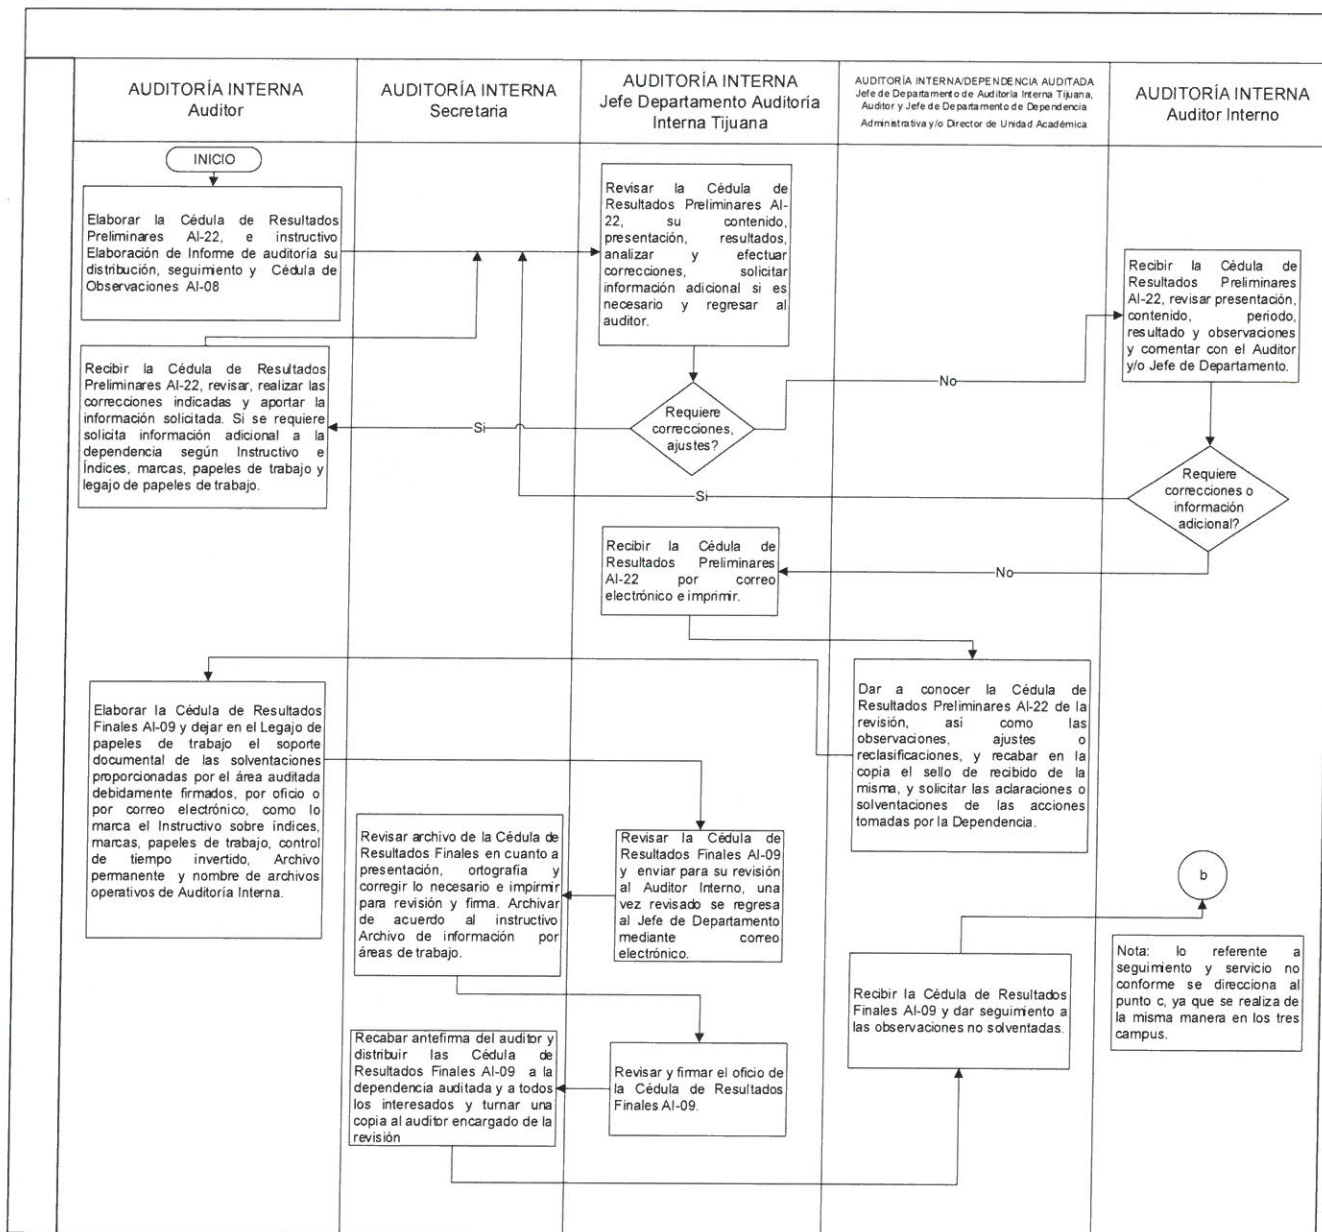 AUDITORÍA INTERNA
Auditor
AUDITORÍA INTERNA
Secretaria
AUDITORÍA INTERNA
Jefe Departamento Auditoría
Interna Tijuana
AUDITORÍA INTERNA/DEPENDENCIA AUDITADA
Jefe de Departamento de Auditoría Interna Tijuana,
Auditor y Jefe de Departamento de Dependencia
Administrativa y/o Director de Unidad Académica
AUDITORÍA INTERNA
Auditor Interno
INICIO
Elaborar la Cédula de Resultados
Preliminares AI-22, e instructivo
Elaboración de Informe de auditoría su
distribución, seguimiento y Cédula de
Observaciones AI-08
Revisar la Cédula de
Resultados Preliminares AI-
22, su contenido,
presentación, resultados,
analizar y efectuar
correcciones, solicitar
información adicional si es
necesario y regresar al
auditor.
Recibir la Cédula de
Resultados Preliminares
AI-22, revisar presentación,
contenido, periodo,
resultado y observaciones
y comentar con el Auditor
y/o Jefe de Departamento.
Recibir la Cédula de Resultados
Preliminares AI-22, revisar, realizar las
correcciones indicadas y aportar la
información solicitada. Si se requiere
solicita información adicional a la
dependencia según Instructivo e
Índices, marcas, papeles de trabajo y
legajo de papeles de trabajo.
Si
Requiere
correcciones,
ajustes?
No
Requiere
correcciones o
información
adicional?
Si
No
Recibir la Cédula de
Resultados Preliminares
AI-22 por correo
electrónico e imprimir.
Dar a conocer la Cédula de
Resultados Preliminares AI-22 de la
revisión, asi como las
observaciones, ajustes o
reclasificaciones, y recabar en la
copia el sello de recibido de la
misma, y solicitar las aclaraciones o
solventaciones de las acciones
tomadas por la Dependencia.
Elaborar la Cédula de Resultados
Finales AI-09 y dejar en el Legajo de
papeles de trabajo el soporte
documental de las solventaciones
proporcionadas por el área auditada
debidamente firmados, por oficio o
por correo electrónico, como lo
marca el Instructivo sobre índices,
marcas, papeles de trabajo, control
de tiempo invertido, Archivo
permanente y nombre de archivos
operativos de Auditoría Interna.
Revisar la Cédula de
Resultados Finales AI-09
y enviar para su revisión
al Auditor Interno, una
vez revisado se regresa
al Jefe de Departamento
mediante correo
electrónico.
Revisar archivo de la Cédula de
Resultados Finales en cuanto a
presentación, ortografía y
corregir lo necesario e impirmir
para revisión y firma. Archivar
de acuerdo al instructivo
Archivo de información por
áreas de trabajo.
Revisar y firmar el oficio de
la Cédula de Resultados
Finales AI-09.
Recabar antefirma del auditor y
distribuir las Cédula de
Resultados Finales AI-09 a la
dependencia auditada y a todos
los interesados y turnar una
copia al auditor encargado de la
revisión
Recibir la Cédula de Resultados
Finales AI-09 y dar seguimiento a
las observaciones no solventadas.
b
Nota: lo referente a
seguimiento y servicio no
conforme se direcciona al
punto c, ya que se realiza de
la misma manera en los tres
campus.